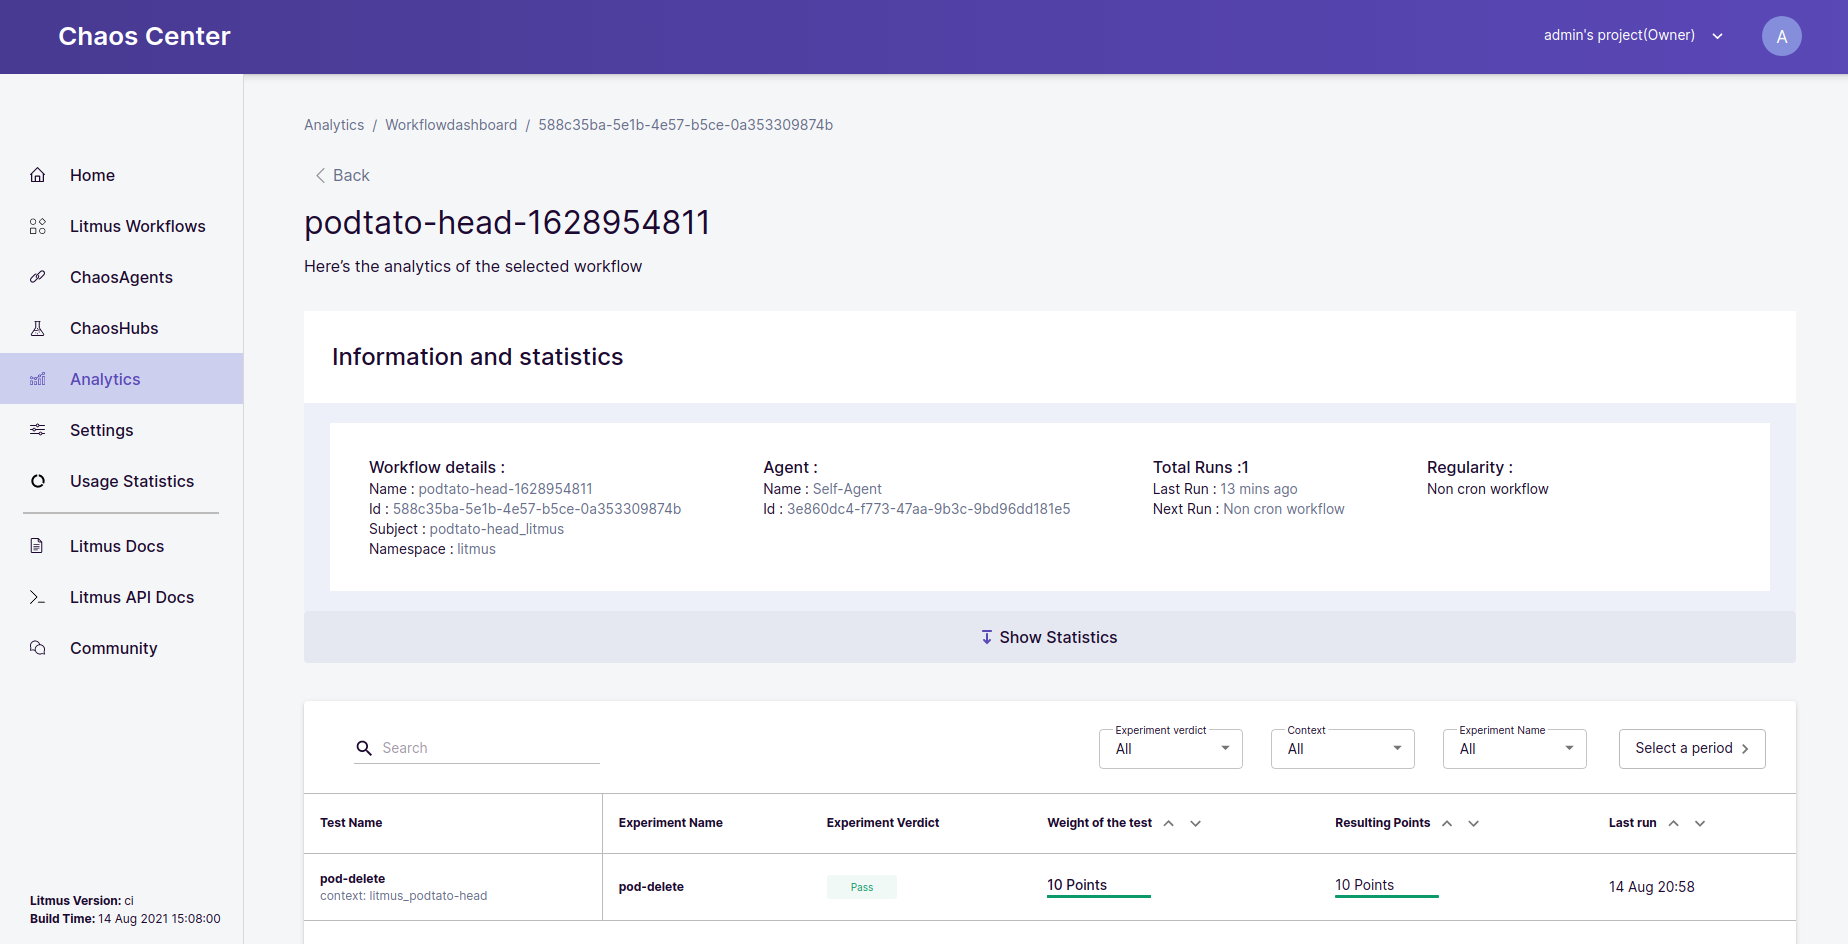 Chaos Center
admin's project(Owner)
A
Home
Litmus Workflows
ChaosAgents
ChaosHubs
Analytics
Settings
Usage Statistics
Litmus Docs
Litmus API Docs
Community
Litmus Version: ci
Build Time: 14 Aug 2021 15:08:00
Analytics / Workflowdashboard / 588c35ba-5e1b-4e57-b5ce-0a353309874b
Back
podtato-head-1628954811
Here’s the analytics of the selected workflow
Information and statistics
Workflow details :
Name : podtato-head-1628954811
Id : 588c35ba-5e1b-4e57-b5ce-0a353309874b
Subject : podtato-head_litmus
Namespace : litmus
Agent :
Name : Self-Agent
Id : 3e860dc4-f773-47aa-9b3c-9bd96dd181e5
Total Runs :1
Last Run : 13 mins ago
Next Run : Non cron workflow
Regularity :
Non cron workflow
Show Statistics
Search
Experiment verdict
All
Context
All
Experiment Name
All
Select a period
Test Name Experiment Name Experiment Verdict Weight of the test Resulting Points Last run
pod-delete
context: litmus_podtato-head
pod-delete Pass 10 Points 10 Points 14 Aug 20:58